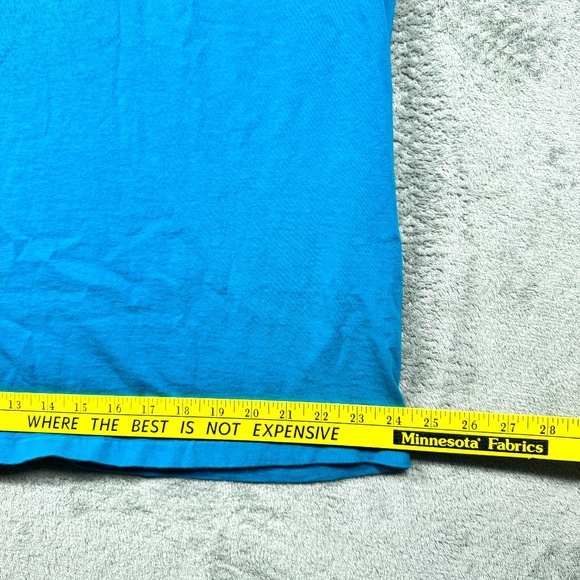 13 14 15 16 17 18 19 20 21 22 23 24 25 26 27 28
WHERE THE BEST IS NOT EXPENSIVE Minnesota® Fabrics